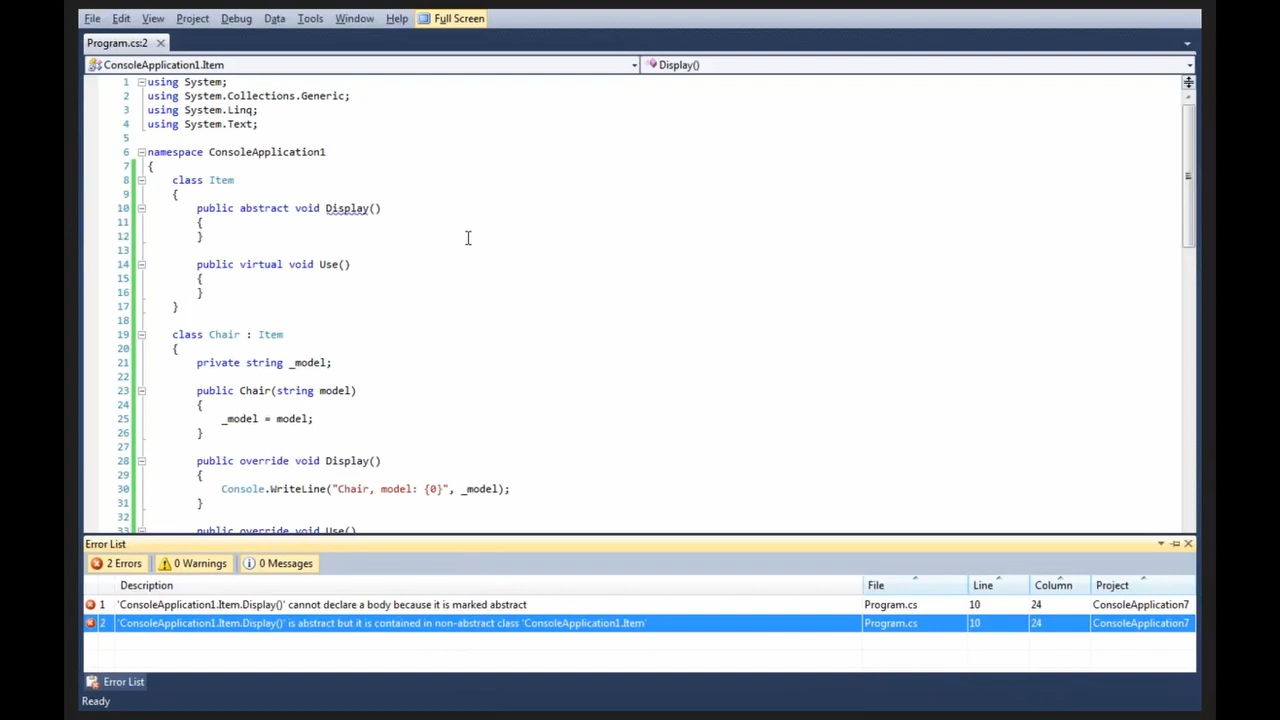 File Edit View Project Debug Data Tools Window Help Full Screen
Program.cs:2
ConsoleApplication1.Item Display()
1 using System;
2 using System.Collections.Generic;
3 using System.Linq;
4 using System.Text;
5
6 namespace ConsoleApplication1
7 {
8 class Item
9 {
10 public abstract void Display()
11 {
12 }
13
14 public virtual void Use()
15 {
16 }
17 }
18
19 class Chair : Item
20 {
21 private string _model;
22
23 public Chair(string model)
24 {
25 _model = model;
26 }
27
28 public override void Display()
29 {
30 Console.WriteLine("Chair, model: {0}", _model);
31 }
32
33 public override void Use()
Error List
2 Errors 0 Warnings 0 Messages
Description File Line Column Project
1 'ConsoleApplication1.Item.Display()' cannot declare a body because it is marked abstract Program.cs 10 24 ConsoleApplication7
2 'ConsoleApplication1.Item.Display()' is abstract but it is contained in non-abstract class 'ConsoleApplication1.Item' Program.cs 10 24 ConsoleApplication7
Error List
Ready